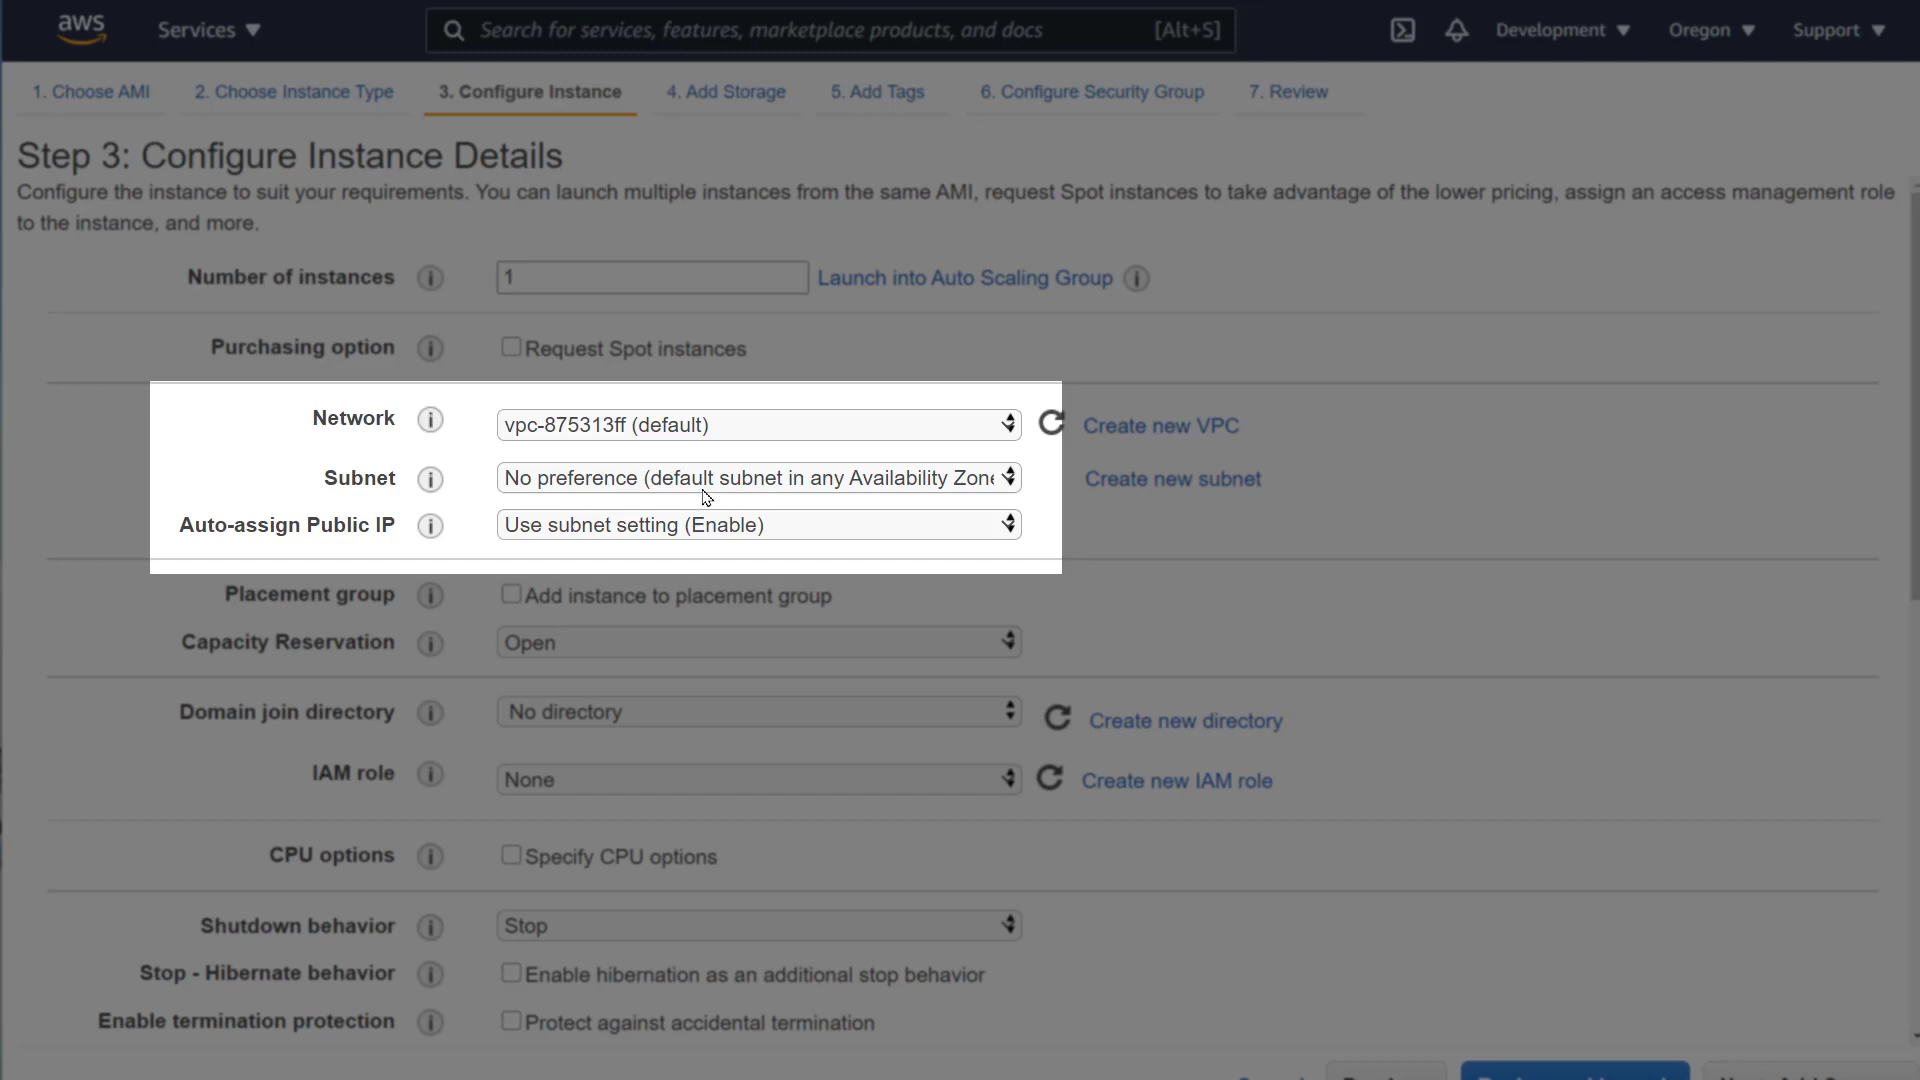 aws Services Search for services, features, marketplace products, and docs [Alt+S] Development Oregon Support
1. Choose AMI 2. Choose Instance Type 3. Configure Instance 4. Add Storage 5. Add Tags 6. Configure Security Group 7. Review
Step 3: Configure Instance Details
Configure the instance to suit your requirements. You can launch multiple instances from the same AMI, request Spot instances to take advantage of the lower pricing, assign an access management role
to the instance, and more.
Number of instances 1 Launch into Auto Scaling Group
Purchasing option Request Spot instances
Network vpc-875313ff (default) Create new VPC
Subnet No preference (default subnet in any Availability Zone Create new subnet
Auto-assign Public IP Use subnet setting (Enable)
Placement group Add instance to placement group
Capacity Reservation Open
Domain join directory No directory Create new directory
IAM role None Create new IAM role
CPU options Specify CPU options
Shutdown behavior Stop
Stop - Hibernate behavior Enable hibernation as an additional stop behavior
Enable termination protection Protect against accidental termination